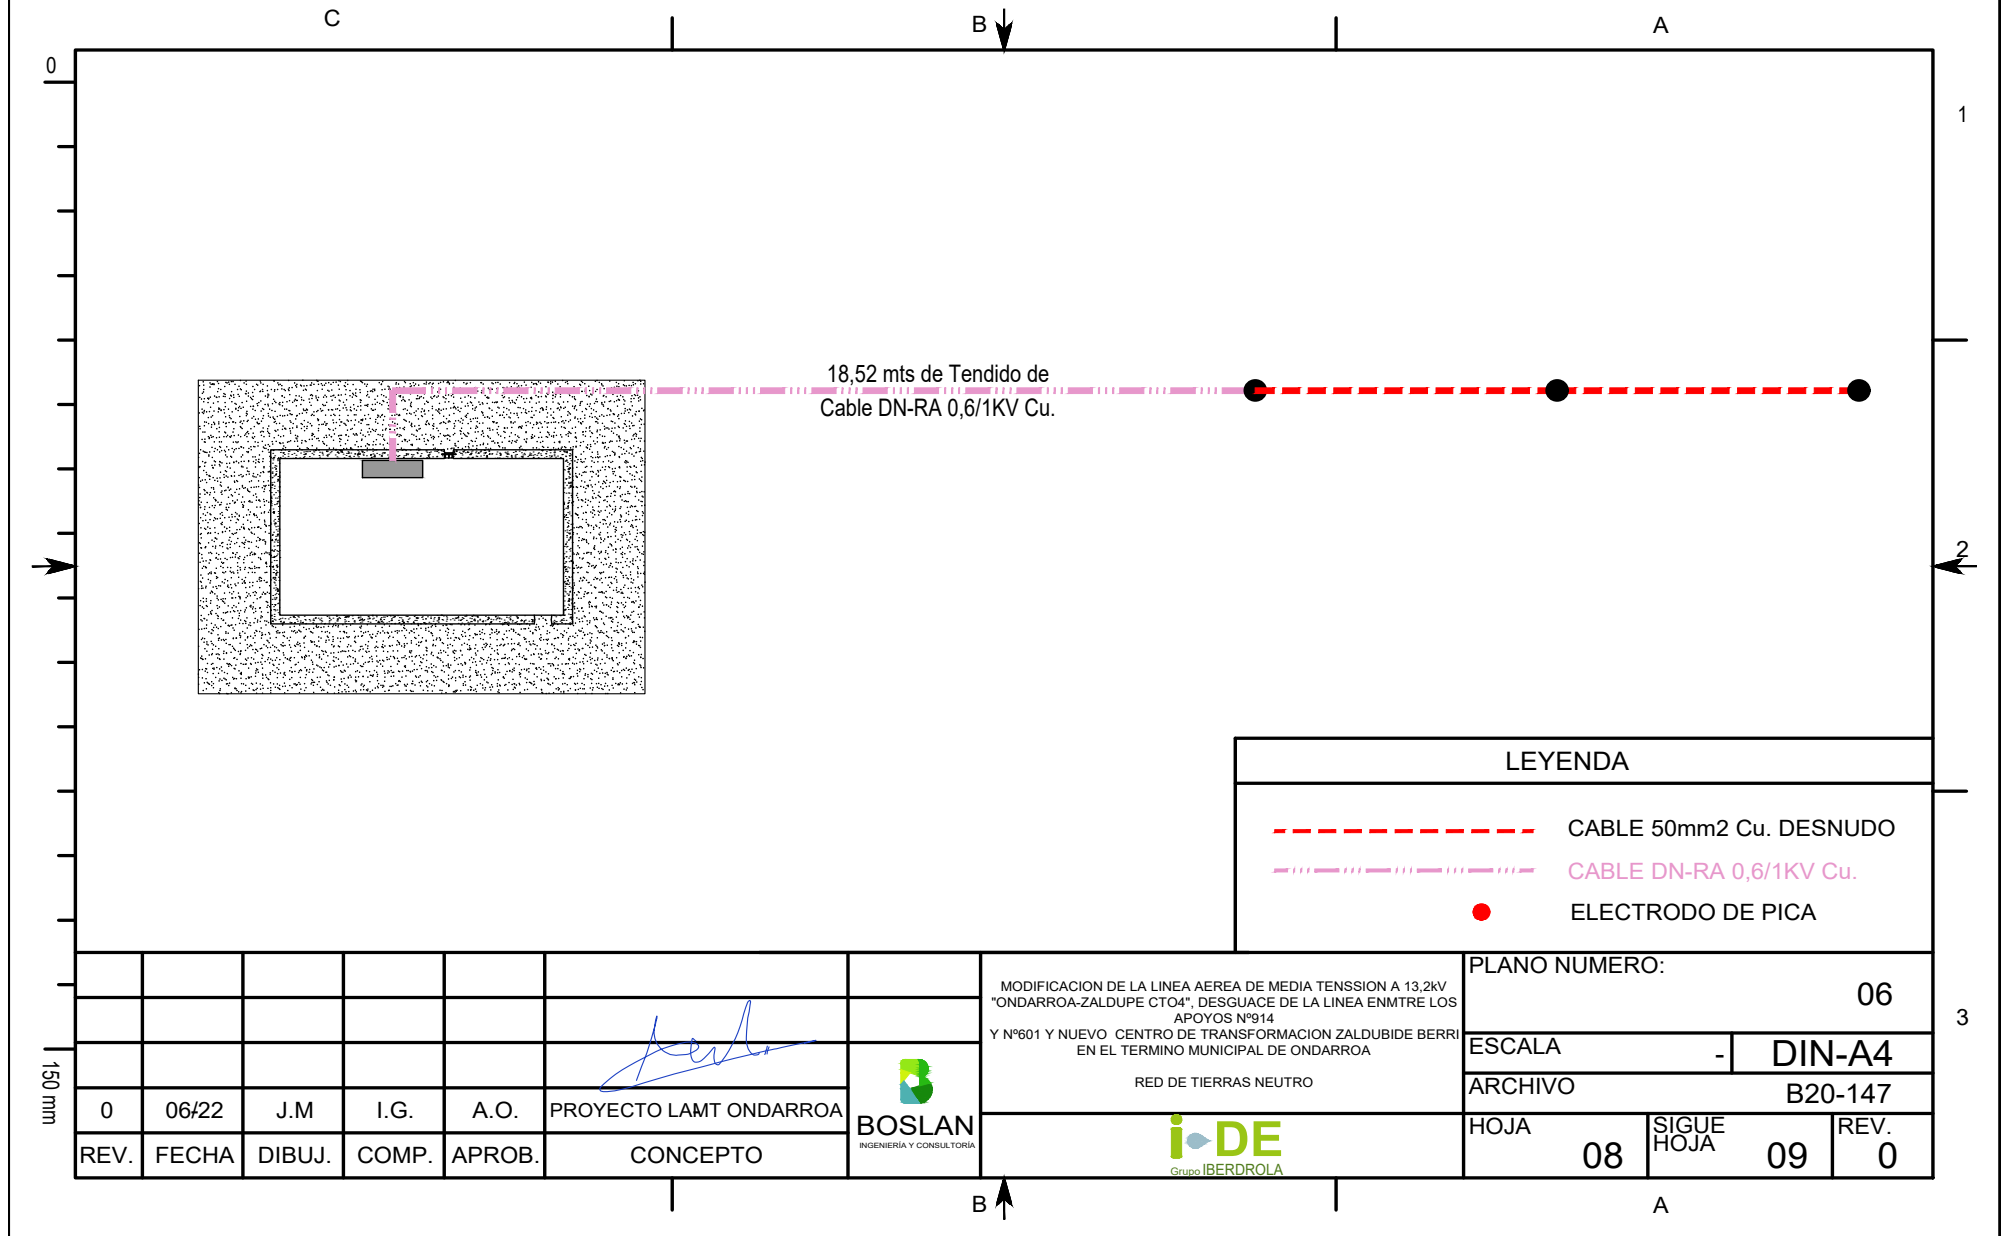 C
B
A
0
1
18,52 mts de Tendido de
Cable DN-RA 0,6/1KV Cu.
2
LEYENDA
CABLE 50mm2 Cu. DESNUDO
CABLE DN-RA 0,6/1KV Cu.
ELECTRODO DE PICA
3
150 mm
0
06/22
J.M
I.G.
A.O.
PROYECTO LAMT ONDARROA
REV.
FECHA
DIBUJ.
COMP.
APROB.
CONCEPTO
BOSLAN
INGENIERÍA Y CONSULTORÍA
MODIFICACION DE LA LINEA AEREA DE MEDIA TENSSION A 13,2kV
"ONDARROA-ZALDUPE CTO4", DESGUACE DE LA LINEA ENMTRE LOS
APOYOS Nº914
Y Nº601 Y NUEVO CENTRO DE TRANSFORMACION ZALDUBIDE BERRI
EN EL TERMINO MUNICIPAL DE ONDARROA
RED DE TIERRAS NEUTRO
i-DE
Grupo IBERDROLA
PLANO NUMERO:
06
ESCALA
-
DIN-A4
ARCHIVO
B20-147
HOJA
08
SIGUE
HOJA
09
REV.
0
B
A